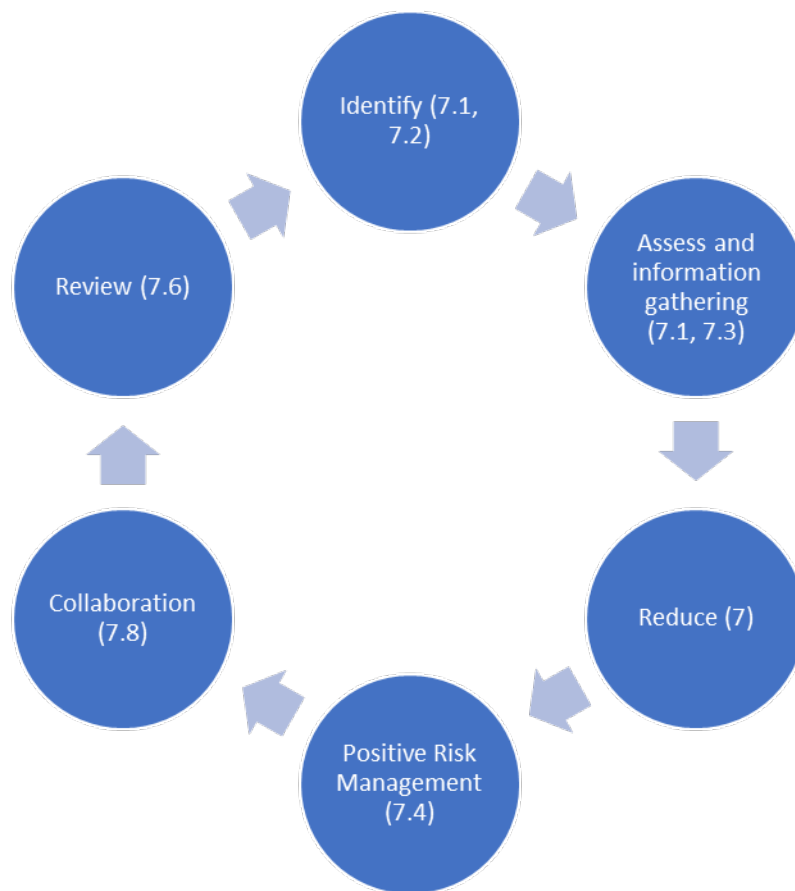 Identify (7.1,
7.2)
Assess and
information
gathering
(7.1, 7.3)
Reduce (7)
Positive Risk
Management
(7.4)
Collaboration
(7.8)
Review (7.6)